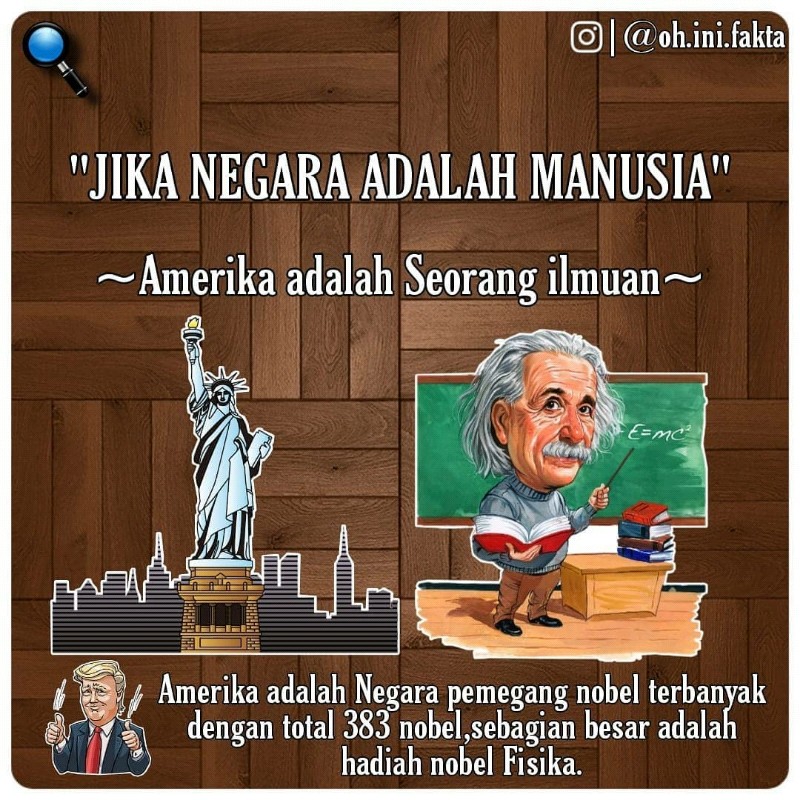 | @oh.ini.fakta
"JIKA NEGARA ADALAH MANUSIA"
~Amerika adalah Seorang ilmuan~
E=mc²
Amerika adalah Negara pemegang nobel terbanyak
dengan total 383 nobel,sebagian besar adalah
hadiah nobel Fisika.